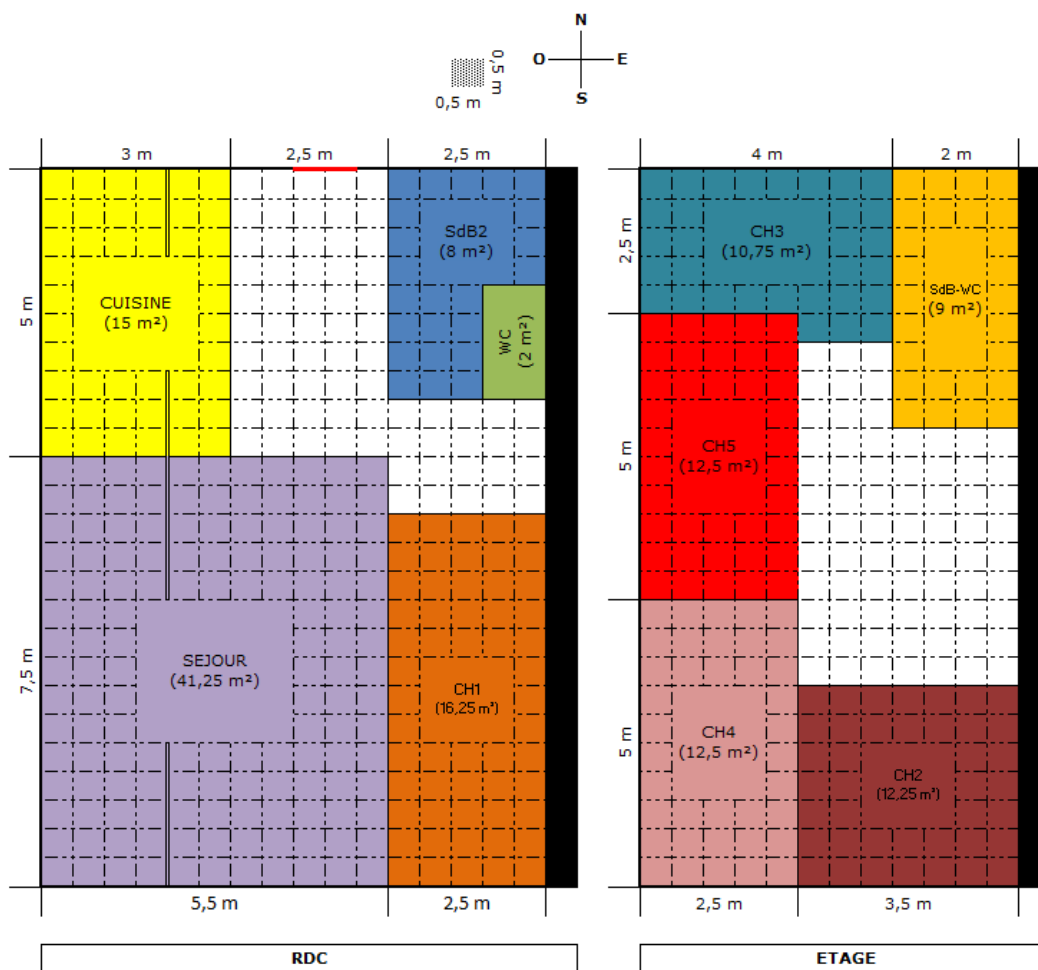 N
O E
S
0,5 m
0,5 m
3 m
2,5 m
2,5 m
4 m
2 m
5 m
7,5 m
CUISINE
(15 m²)
SdB2
(8 m²)
WC
(2 m²)
SEJOUR
(41,25 m²)
CH1
(16,25 m²)
5,5 m
2,5 m
RDC
2,5 m
5 m
5 m
CH3
(10,75 m²)
SdB-WC
(9 m²)
CH5
(12,5 m²)
CH4
(12,5 m²)
CH2
(12,25 m²)
2,5 m
3,5 m
ETAGE